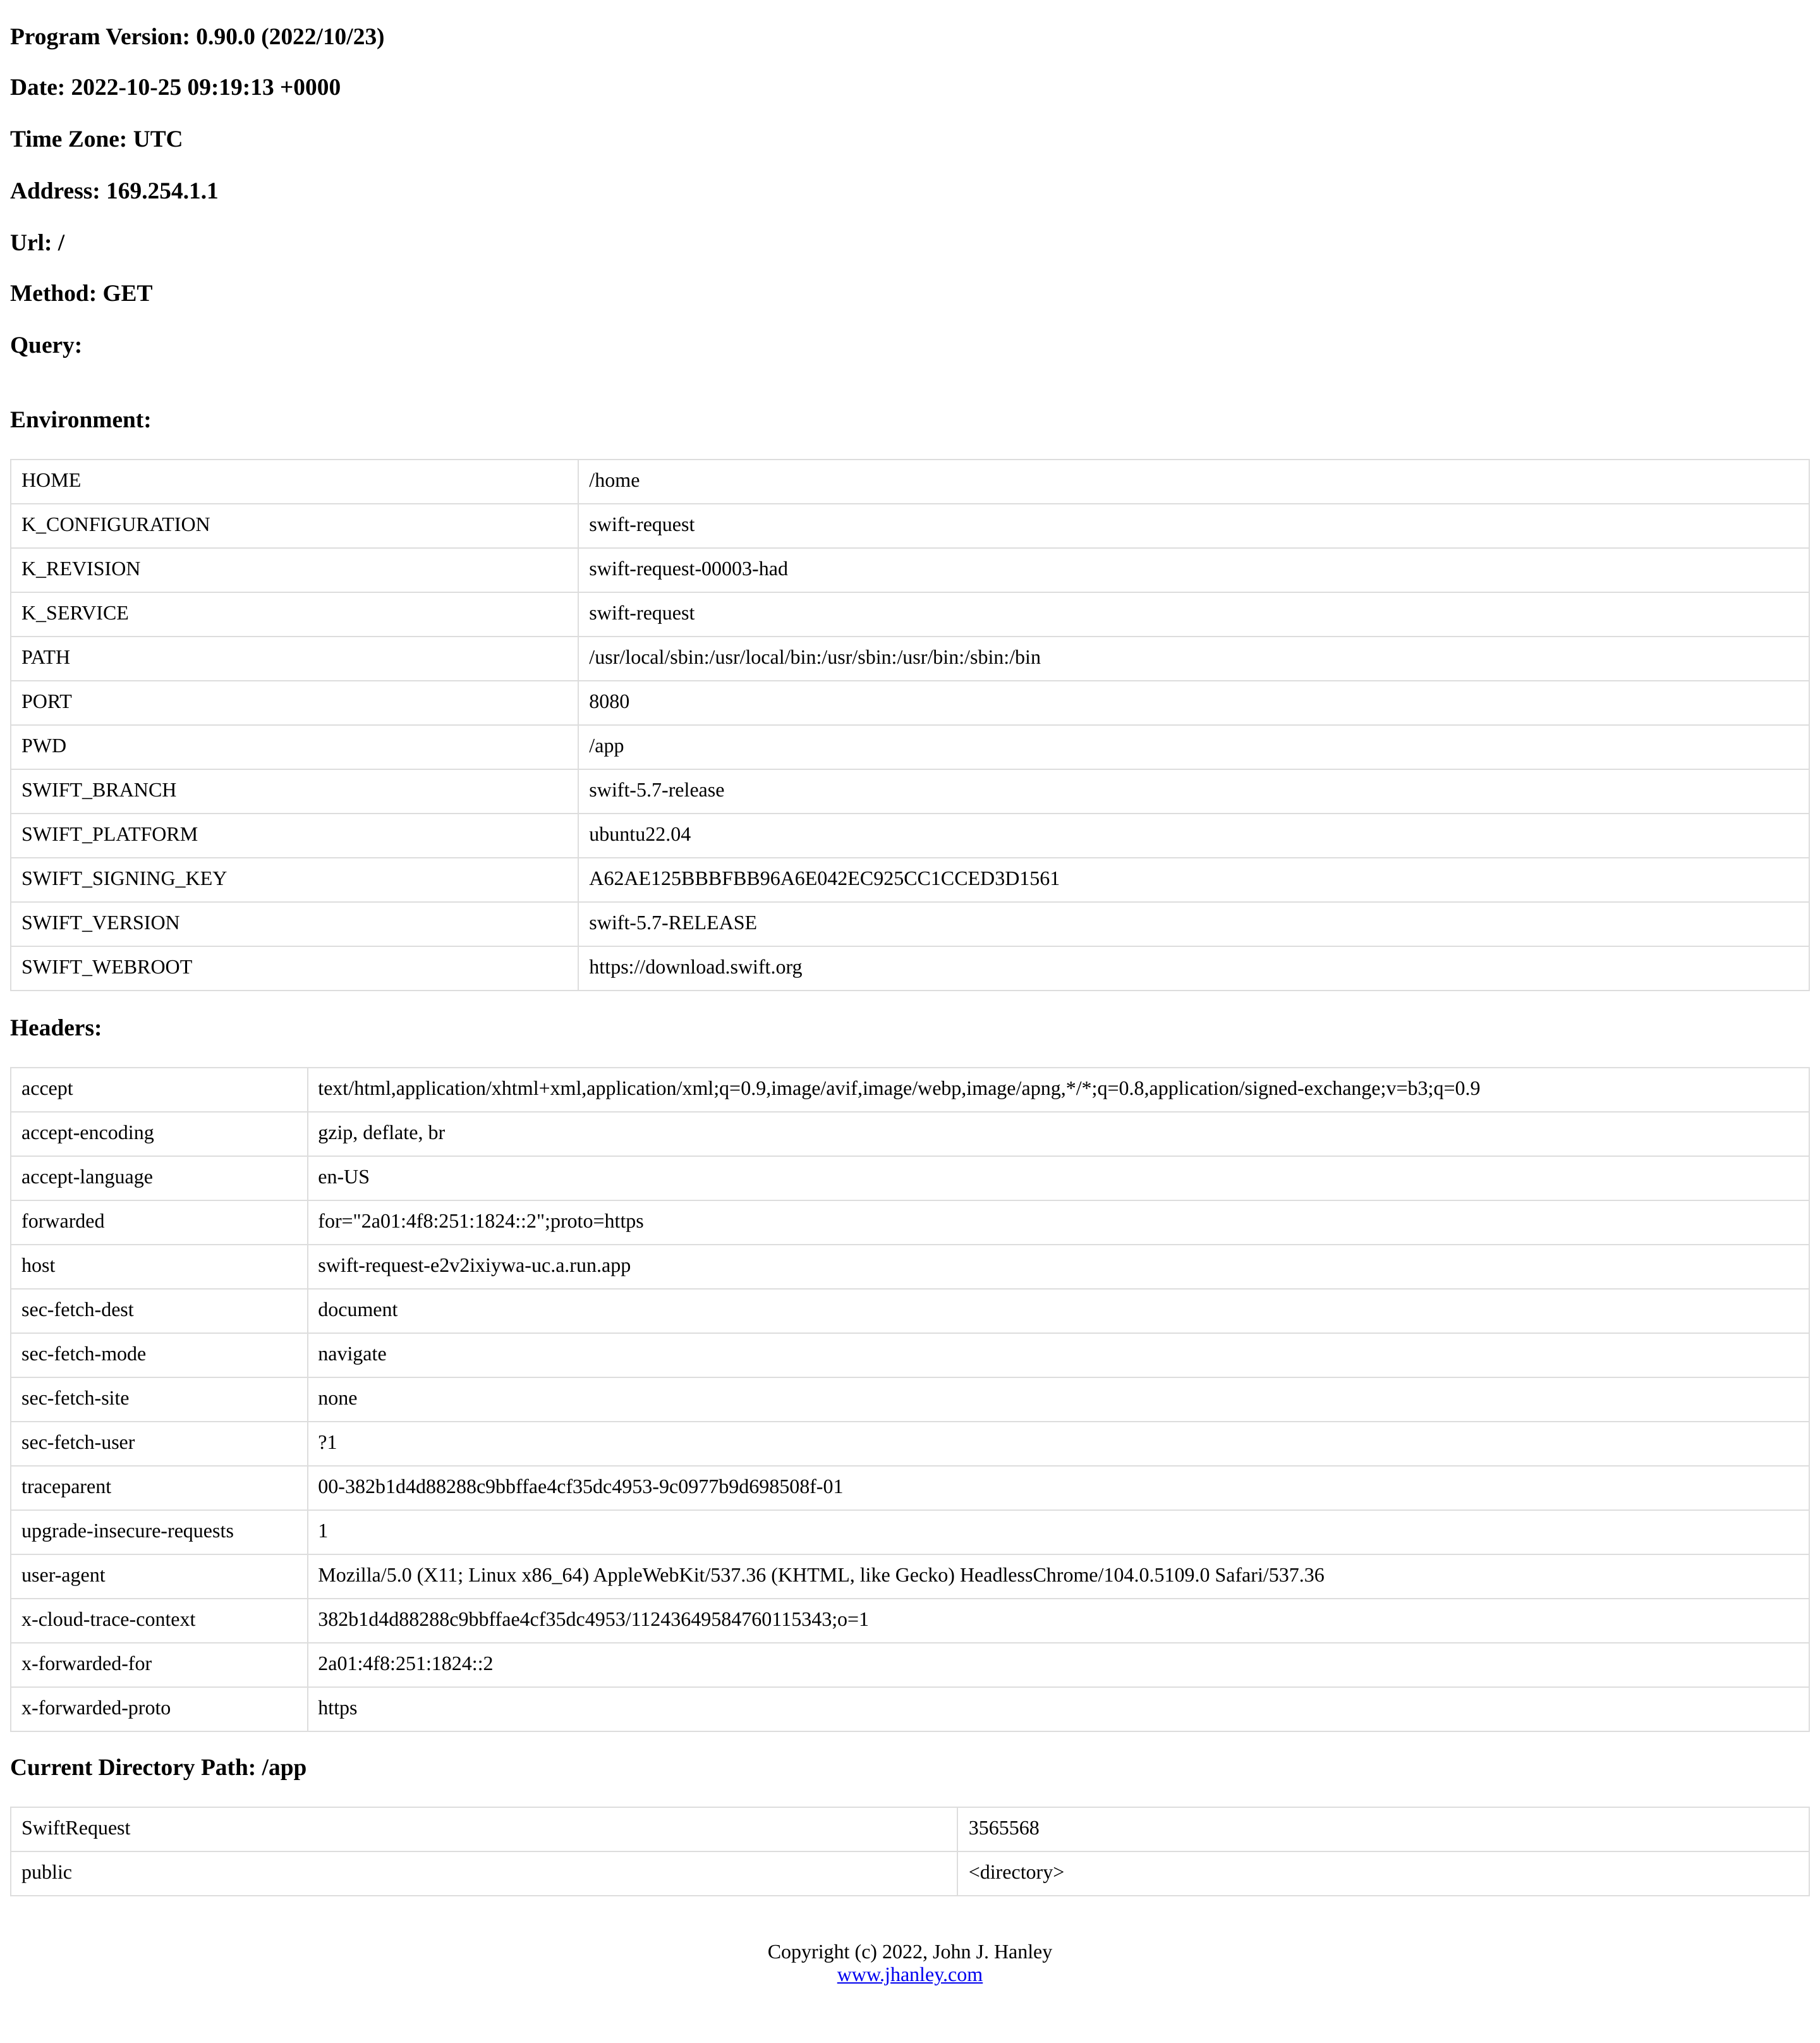 Program Version: 0.90.0 (2022/10/23)
Date: 2022-10-25 09:19:13 +0000
Time Zone: UTC
Address: 169.254.1.1
Url: /
Method: GET
Query:
Environment:
HOME /home
K_CONFIGURATION swift-request
K_REVISION swift-request-00003-had
K_SERVICE swift-request
PATH /usr/local/sbin:/usr/local/bin:/usr/sbin:/usr/bin:/sbin:/bin
PORT 8080
PWD /app
SWIFT_BRANCH swift-5.7-release
SWIFT_PLATFORM ubuntu22.04
SWIFT_SIGNING_KEY A62AE125BBBFBB96A6E042EC925CC1CCED3D1561
SWIFT_VERSION swift-5.7-RELEASE
SWIFT_WEBROOT https://download.swift.org
Headers:
accept text/html,application/xhtml+xml,application/xml;q=0.9,image/avif,image/webp,image/apng,*/*;q=0.8,application/signed-exchange;v=b3;q=0.9
accept-encoding gzip, deflate, br
accept-language en-US
forwarded for="2a01:4f8:251:1824::2";proto=https
host swift-request-e2v2ixiywa-uc.a.run.app
sec-fetch-dest document
sec-fetch-mode navigate
sec-fetch-site none
sec-fetch-user ?1
traceparent 00-382b1d4d88288c9bbffae4cf35dc4953-9c0977b9d698508f-01
upgrade-insecure-requests 1
user-agent Mozilla/5.0 (X11; Linux x86_64) AppleWebKit/537.36 (KHTML, like Gecko) HeadlessChrome/104.0.5109.0 Safari/537.36
x-cloud-trace-context 382b1d4d88288c9bbffae4cf35dc4953/11243649584760115343;o=1
x-forwarded-for 2a01:4f8:251:1824::2
x-forwarded-proto https
Current Directory Path: /app
SwiftRequest 3565568
public <directory>
Copyright (c) 2022, John J. Hanley
www.jhanley.com